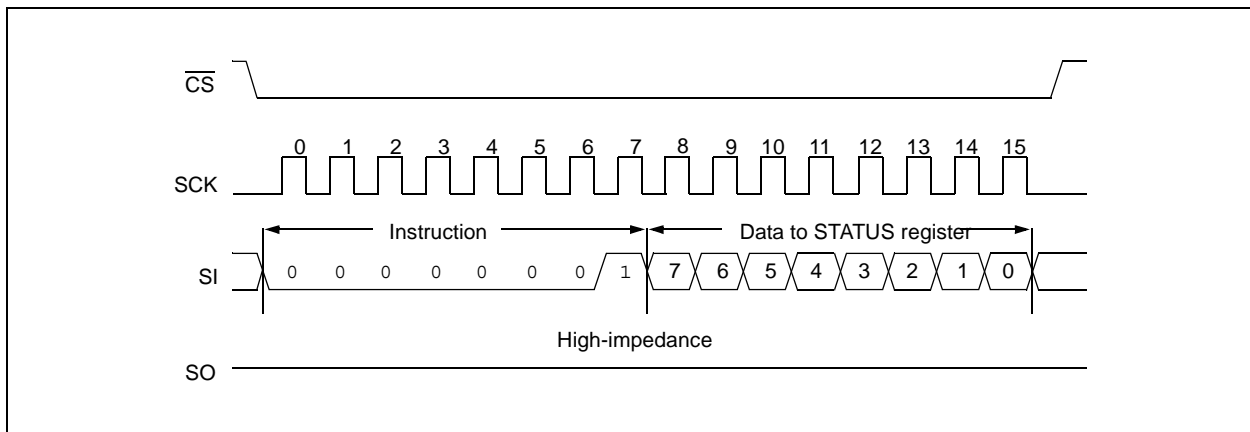 CS
0 1 2 3 4 5 6 7 8 9 10 11 12 13 14 15
SCK
Instruction Data to STATUS register
SI 0 0 0 0 0 0 0 1 7 6 5 4 3 2 1 0
High-impedance
SO